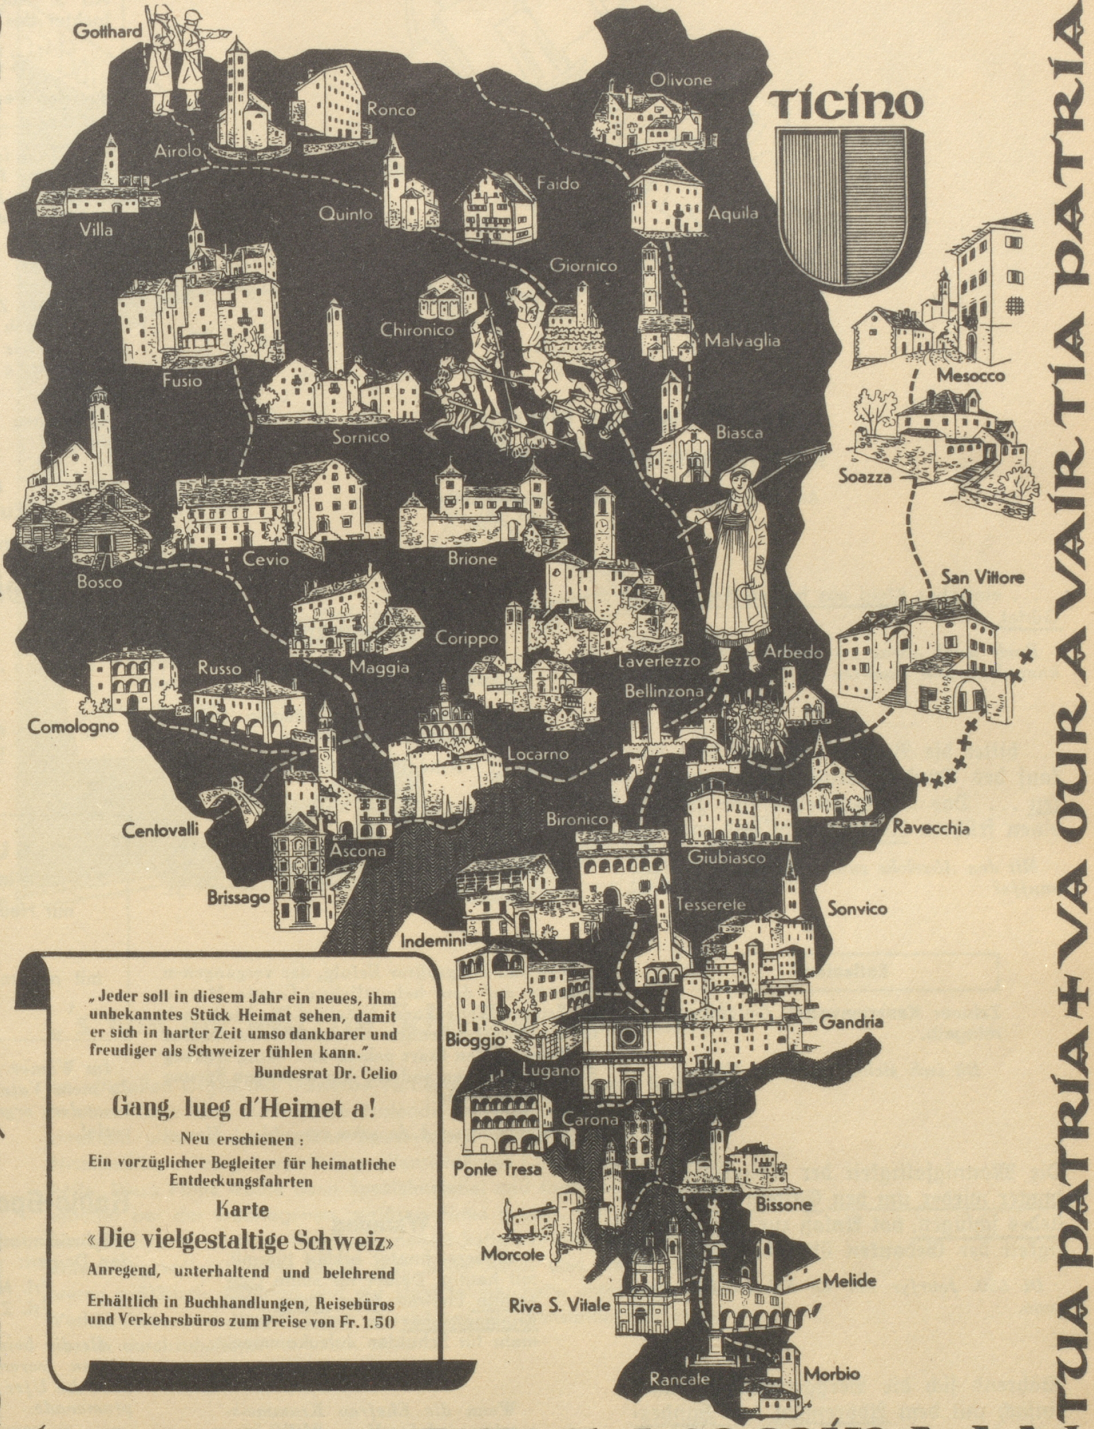 Gotthard
Olivone
TICINO
Ronco
Airolo
Faido
Quinto
Aquila
Villa
Giornico
Chironico
Malvaglia
Fusio
Mesocco
Sornico
Biasca
Soazza
Cevio
Brione
Bosco
San Vittore
Corippo
Maggia
Lavertezzo
Arbedo
Russo
Bellinzona
Comologno
Locarno
Centovalli
Bironico
Ravecchia
Ascona
Giubiasco
Brissago
Tesserete
Sonvico
Indemini
Gandria
Bioggio
Lugano
Carona
Ponte Tresa
Bissone
Morcote
Melide
Riva S. Vitale
Rancate
Morbio
„Jeder soll in diesem Jahr ein neues, ihm
unbekanntes Stück Heimat sehen, damit
er sich in harter Zeit umso dankbarer und
freudiger als Schweizer fühlen kann.”
Bundesrat Dr. Celio
Gang, lueg d'Heimet a!
Neu erschienen :
Ein vorzüglicher Begleiter für heimatliche
Entdeckungsfahrten
Karte
«Die vielgestaltige Schweiz»
Anregend, unterhaltend und belehrend
Erhältlich in Buchhandlungen, Reisebüros
und Verkehrsbüros zum Preise von Fr. 1.50
TUA PATRÍA + VA OUR A VAÍR TÍA PATRÍA